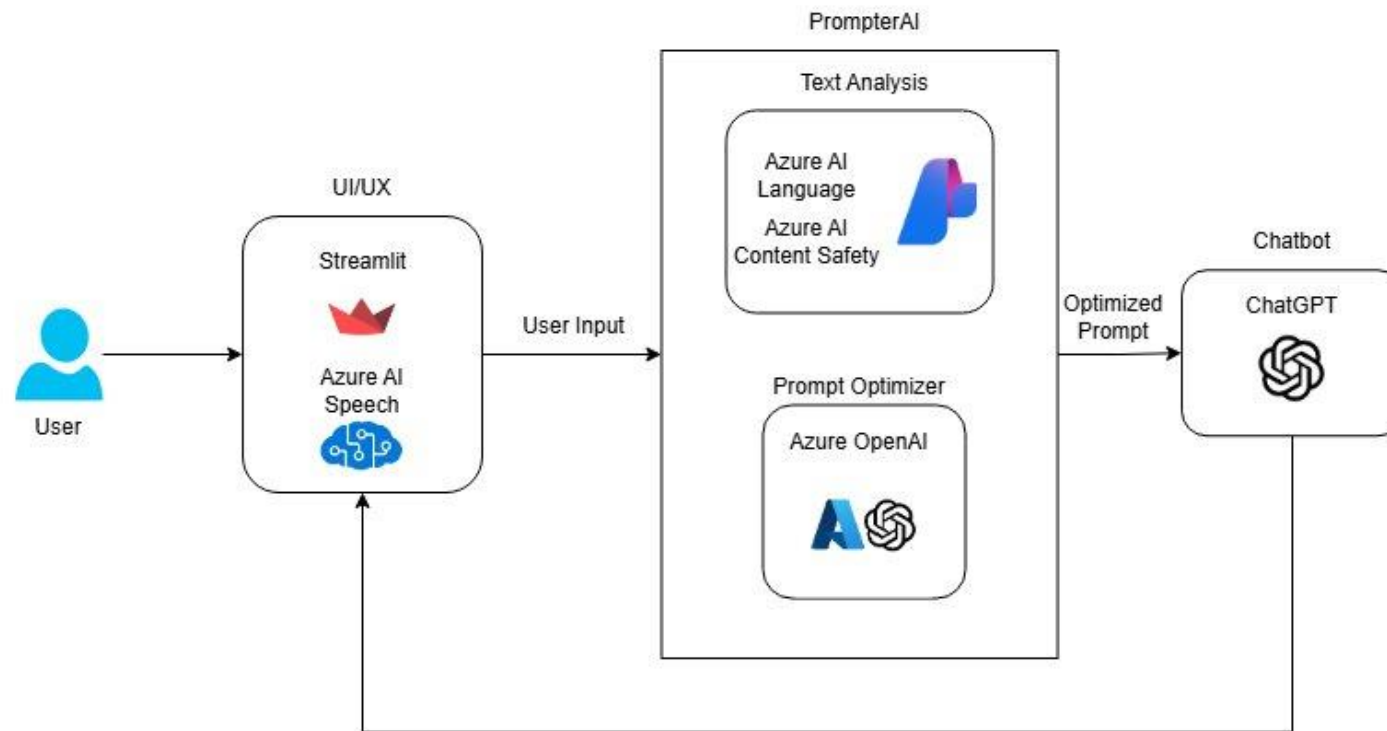 PrompterAI
Text Analysis
Azure AI
Language
Azure AI
Content Safety
UI/UX
Streamlit
Azure AI
Speech
User
User Input
Prompt Optimizer
Azure OpenAI
Optimized
Prompt
Chatbot
ChatGPT